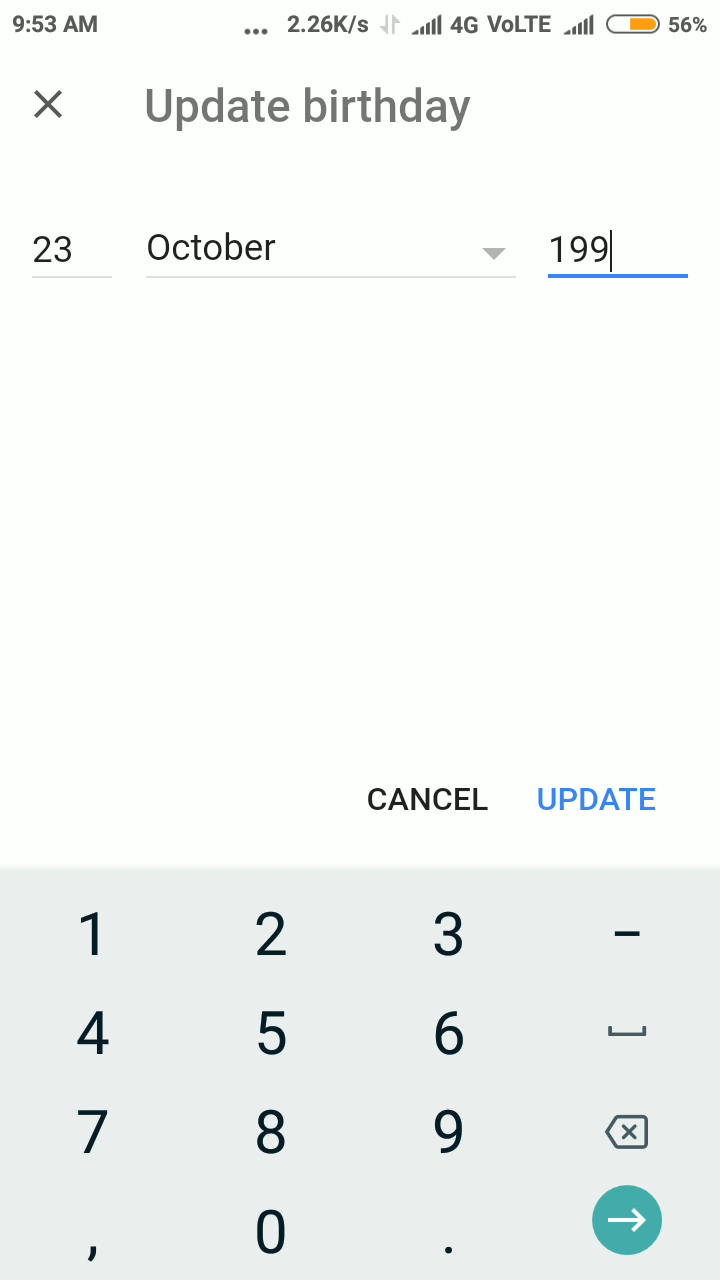 9:53 AM ... 2.26K/s 4G VoLTE 56%
Update birthday
23 October 199
CANCEL UPDATE
1 2 3 –
4 5 6
7 8 9
, 0 .